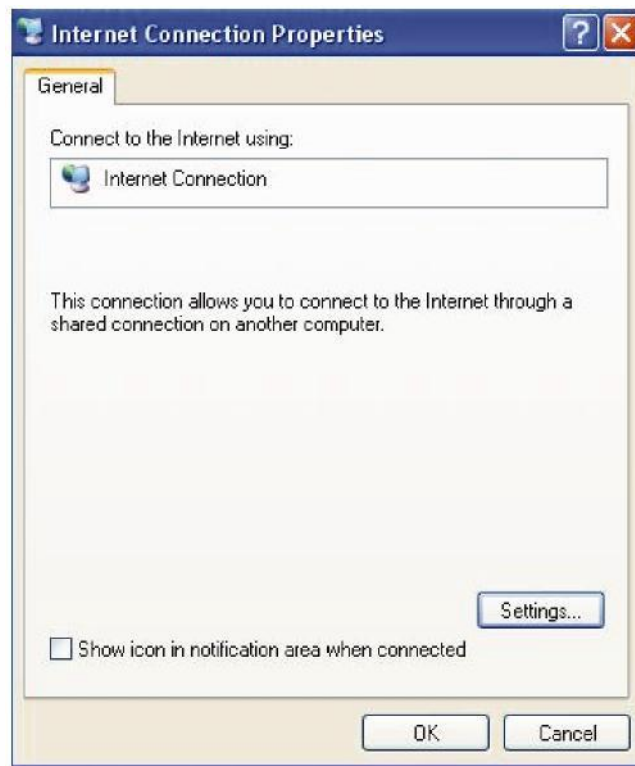 Internet Connection Properties
General
Connect to the Internet using:
Internet Connection
This connection allows you to connect to the Internet through a
shared connection on another computer.
Settings...
Show icon in notification area when connected
OK
Cancel